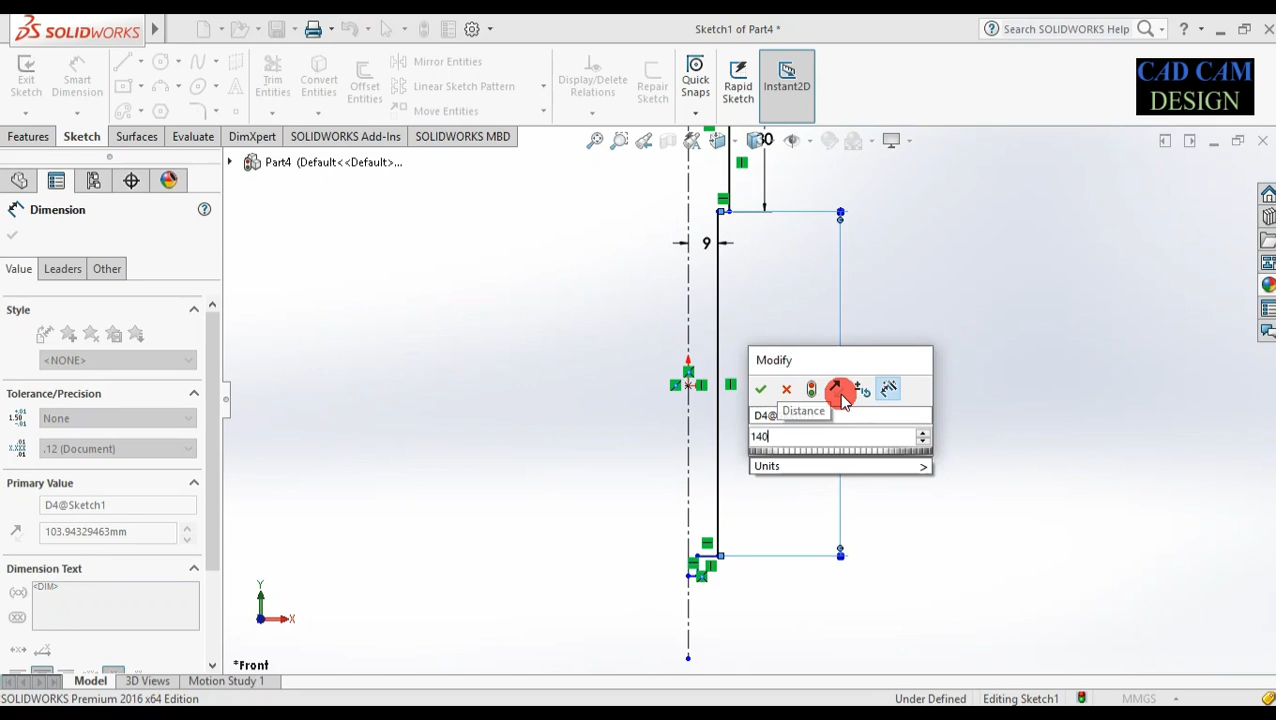 SOLIDWORKS
Sketch1 of Part4 *
Search SOLIDWORKS Help
?
Exit Sketch
Smart Dimension
Trim Entities
Convert Entities
Offset Entities
Mirror Entities
Linear Sketch Pattern
Move Entities
Display/Delete Relations
Repair Sketch
Quick Snaps
Rapid Sketch
Instant2D
CAD CAM
DESIGN
Features
Sketch
Surfaces
Evaluate
DimXpert
SOLIDWORKS Add-Ins
SOLIDWORKS MBD
Part4 (Default<<Default>...
Dimension
Value
Leaders
Other
Style
<NONE>
Tolerance/Precision
None
.12 (Document)
Primary Value
D4@Sketch1
103.94329463mm
Dimension Text
<DIM>
9
Modify
Distance
D4@
140
Units
>
Y
X
*Front
Model
3D Views
Motion Study 1
SOLIDWORKS Premium 2016 x64 Edition
Under Defined
Editing Sketch1
MMGS